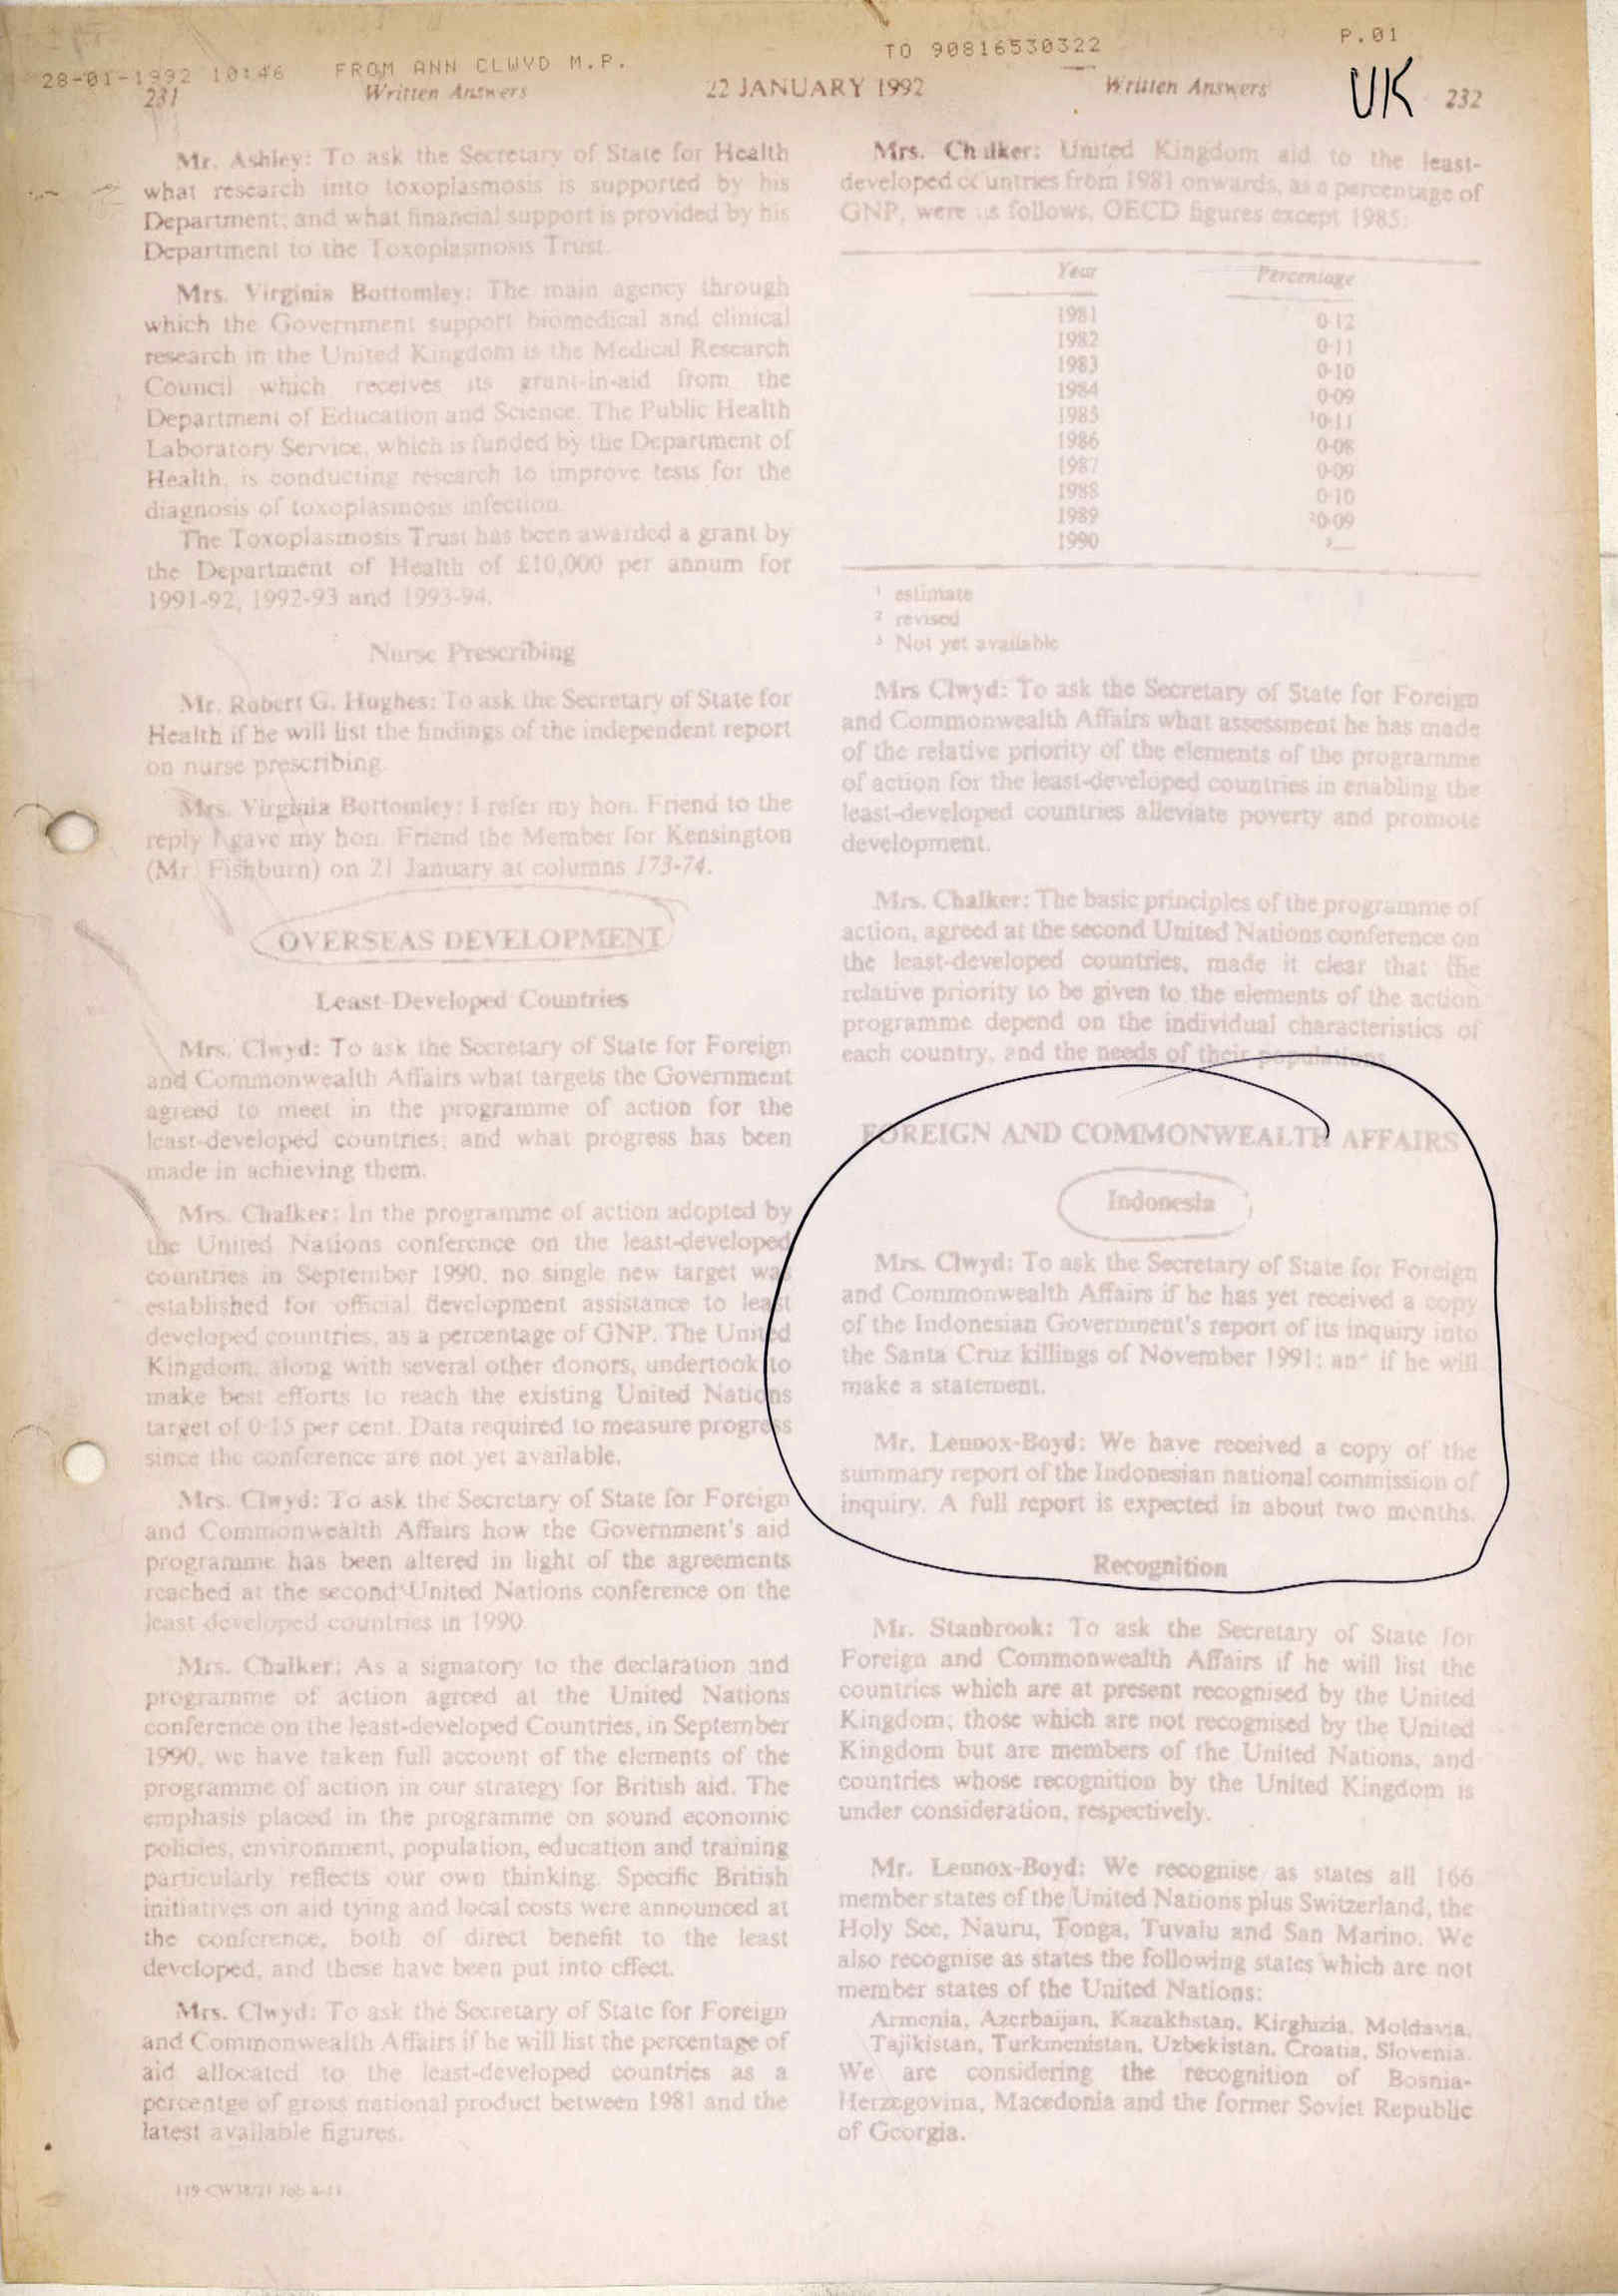 28-01-1992 10:46 FROM ANN CLWYD M.P. TO 90816530322 P.01
231 Written Answers 22 JANUARY 1992 Written Answers UK 232
Mr. Ashley: To ask the Secretary of State for Health
what research into toxoplasmosis is supported by his
Department; and what financial support is provided by his
Department to the Toxoplasmosis Trust.
Mrs. Virginia Bottomley: The main agency through
which the Government support biomedical and clinical
research in the United Kingdom is the Medical Research
Council which receives its grant-in-aid from the
Department of Education and Science. The Public Health
Laboratory Service, which is funded by the Department of
Health, is conducting research to improve tests for the
diagnosis of toxoplasmosis infection.
The Toxoplasmosis Trust has been awarded a grant by
the Department of Health of £10,000 per annum for
1991-92, 1992-93 and 1993-94.
Nurse Prescribing
Mr. Robert G. Hughes: To ask the Secretary of State for
Health if he will list the findings of the independent report
on nurse prescribing.
Mrs. Virginia Bottomley: I refer my hon. Friend to the
reply I gave my hon. Friend the Member for Kensington
(Mr. Fishburn) on 21 January at columns 173-74.
OVERSEAS DEVELOPMENT
Least-Developed Countries
Mrs. Clwyd: To ask the Secretary of State for Foreign
and Commonwealth Affairs what targets the Government
agreed to meet in the programme of action for the
least-developed countries; and what progress has been
made in achieving them.
Mrs. Chalker: In the programme of action adopted by
the United Nations conference on the least-developed
countries in September 1990, no single new target was
established for official development assistance to least
developed countries, as a percentage of GNP. The United
Kingdom, along with several other donors, undertook to
make best efforts to reach the existing United Nations
target of 0·15 per cent. Data required to measure progress
since the conference are not yet available.
Mrs. Clwyd: To ask the Secretary of State for Foreign
and Commonwealth Affairs how the Government's aid
programme has been altered in light of the agreements
reached at the second United Nations conference on the
least developed countries in 1990.
Mrs. Chalker: As a signatory to the declaration and
programme of action agreed at the United Nations
conference on the least-developed Countries, in September
1990, we have taken full account of the elements of the
programme of action in our strategy for British aid. The
emphasis placed in the programme on sound economic
policies, environment, population, education and training
particularly reflects our own thinking. Specific British
initiatives on aid tying and local costs were announced at
the conference, both of direct benefit to the least
developed, and these have been put into effect.
Mrs. Clwyd: To ask the Secretary of State for Foreign
and Commonwealth Affairs if he will list the percentage of
aid allocated to the least-developed countries as a
percentge of gross national product between 1981 and the
latest available figures.
Mrs. Chalker: United Kingdom aid to the least-
developed countries from 1981 onwards, as a percentage of
GNP, were as follows, OECD figures except 1985:
Year Percentage
1981 0·12
1982 0·11
1983 0·10
1984 0·09
1985 ¹0·11
1986 0·08
1987 0·09
1988 0·10
1989 ²0·09
1990 ³—
¹ estimate
² revised
³ Not yet available
Mrs Clwyd: To ask the Secretary of State for Foreign
and Commonwealth Affairs what assessment he has made
of the relative priority of the elements of the programme
of action for the least-developed countries in enabling the
least-developed countries alleviate poverty and promote
development.
Mrs. Chalker: The basic principles of the programme of
action, agreed at the second United Nations conference on
the least-developed countries, made it clear that the
relative priority to be given to the elements of the action
programme depend on the individual characteristics of
each country, and the needs of their populations.
FOREIGN AND COMMONWEALTH AFFAIRS
Indonesia
Mrs. Clwyd: To ask the Secretary of State for Foreign
and Commonwealth Affairs if he has yet received a copy
of the Indonesian Government's report of its inquiry into
the Santa Cruz killings of November 1991; and if he will
make a statement.
Mr. Lennox-Boyd: We have received a copy of the
summary report of the Indonesian national commission of
inquiry. A full report is expected in about two months.
Recognition
Mr. Stanbrook: To ask the Secretary of State for
Foreign and Commonwealth Affairs if he will list the
countries which are at present recognised by the United
Kingdom; those which are not recognised by the United
Kingdom but are members of the United Nations, and
countries whose recognition by the United Kingdom is
under consideration, respectively.
Mr. Lennox-Boyd: We recognise as states all 166
member states of the United Nations plus Switzerland, the
Holy See, Nauru, Tonga, Tuvalu and San Marino. We
also recognise as states the following states which are not
member states of the United Nations:
Armenia, Azerbaijan, Kazakhstan, Kirghizia, Moldavia,
Tajikistan, Turkmenistan, Uzbekistan, Croatia, Slovenia.
We are considering the recognition of Bosnia-
Herzegovina, Macedonia and the former Soviet Republic
of Georgia.